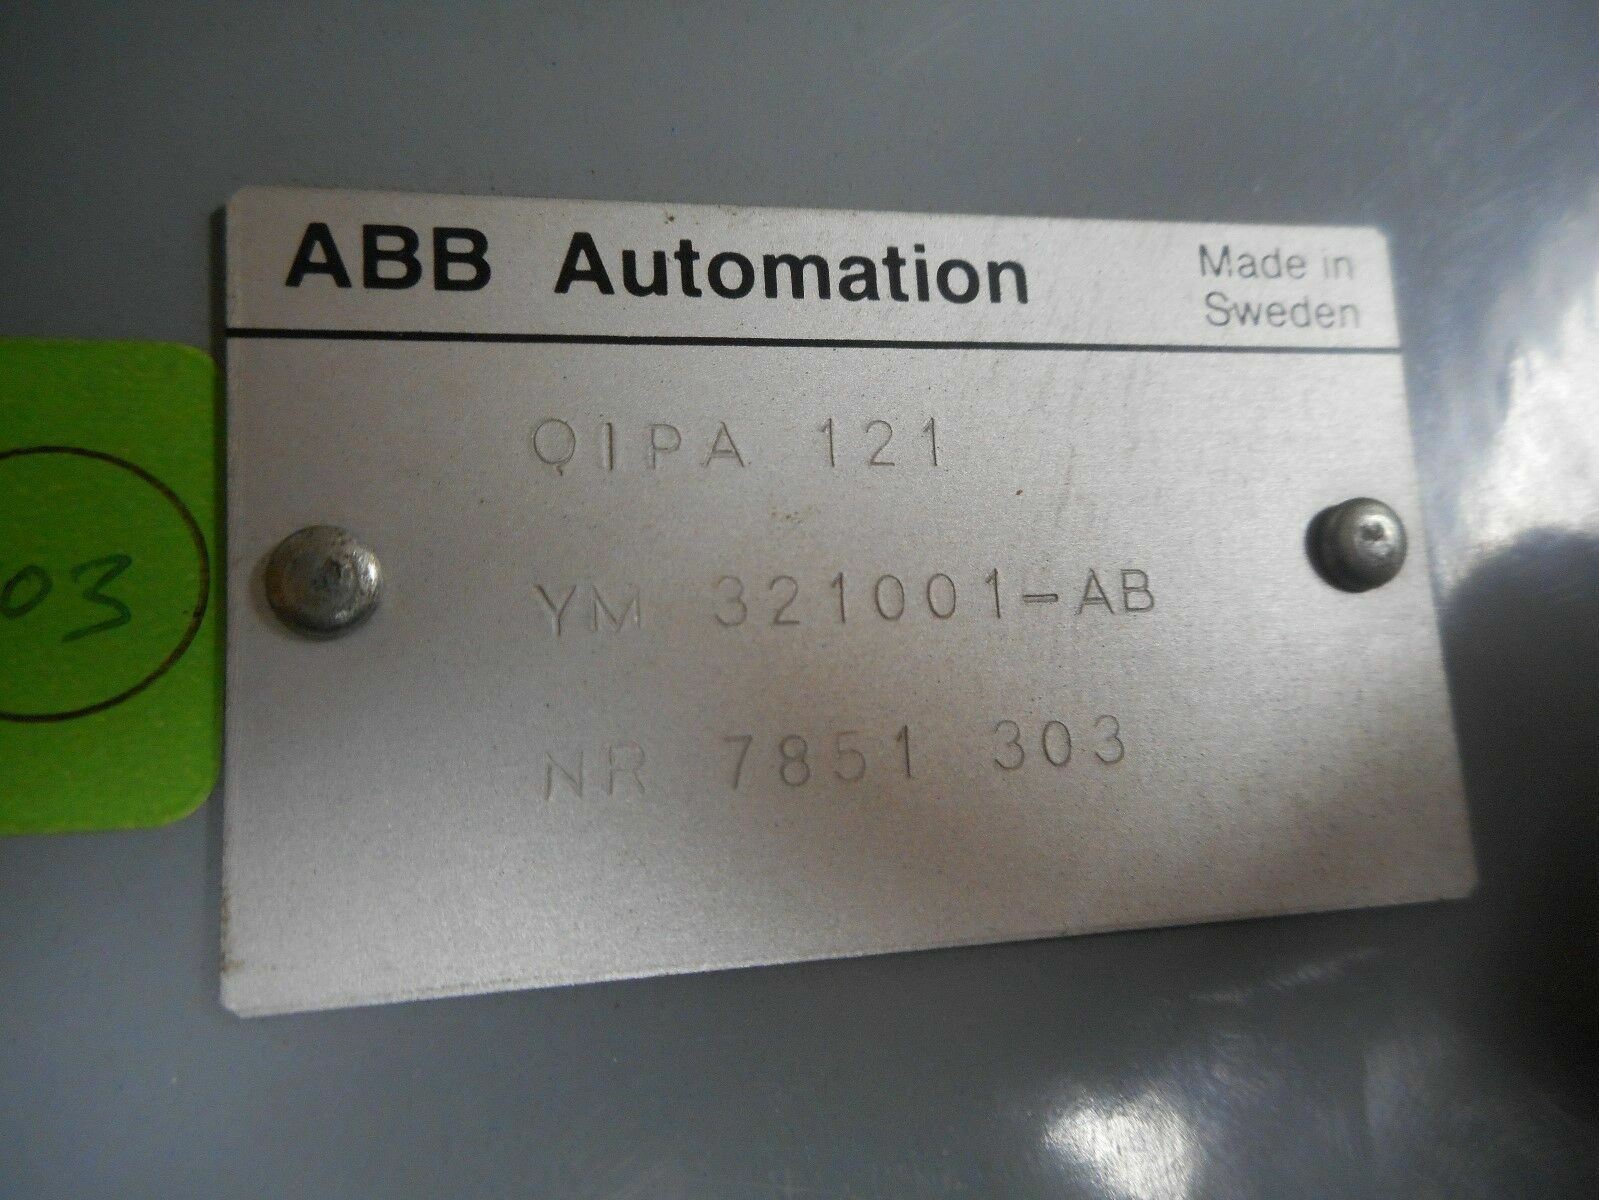 ABB Automation
Made in
Sweden
QIPA 121
YM 321001-AB
NR 7851 303
03